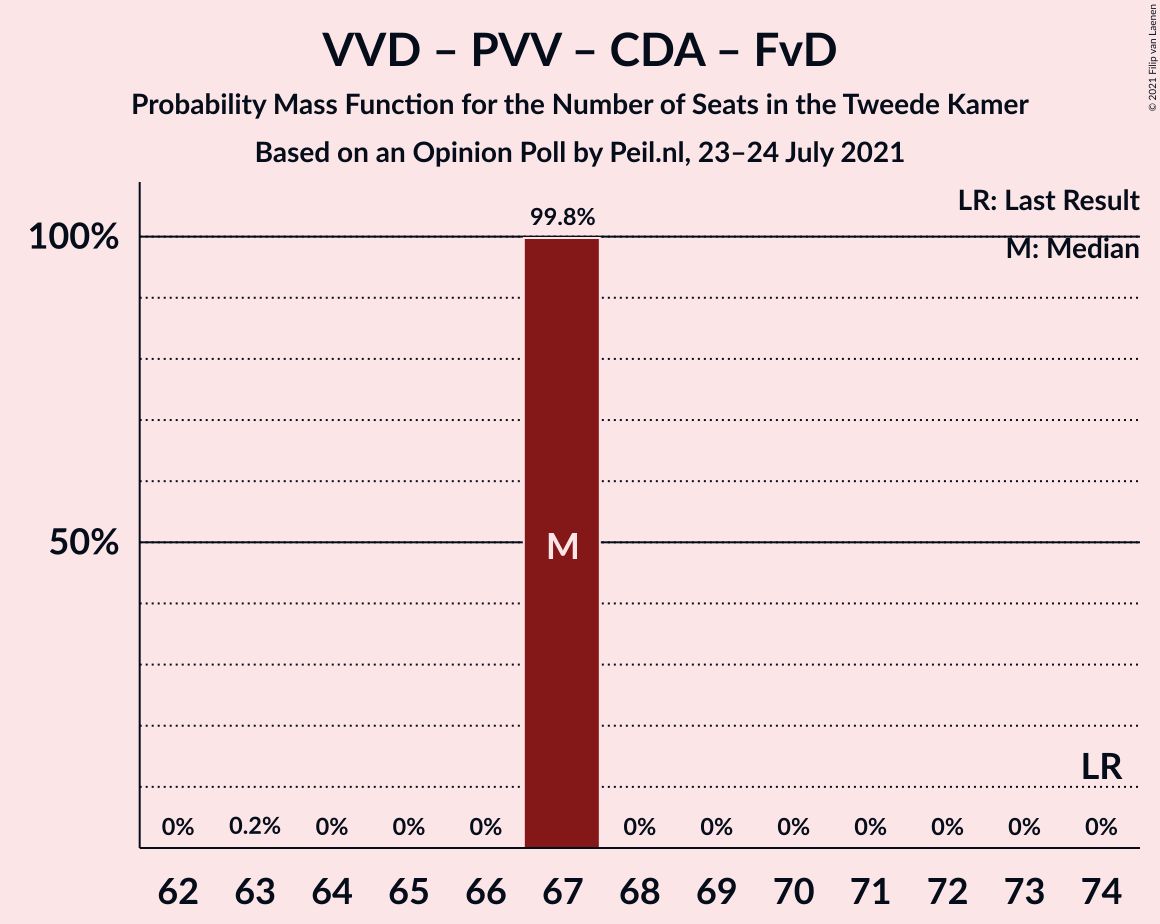 VVD – PVV – CDA – FvD
Probability Mass Function for the Number of Seats in the Tweede Kamer
Based on an Opinion Poll by Peil.nl, 23–24 July 2021
© 2021 Filip van Laenen
LR: Last Result
M: Median
99.8%
100%
50%
M
LR
0% 0.2% 0% 0% 0% 0% 0% 0% 0% 0% 0% 0%
62 63 64 65 66 67 68 69 70 71 72 73 74